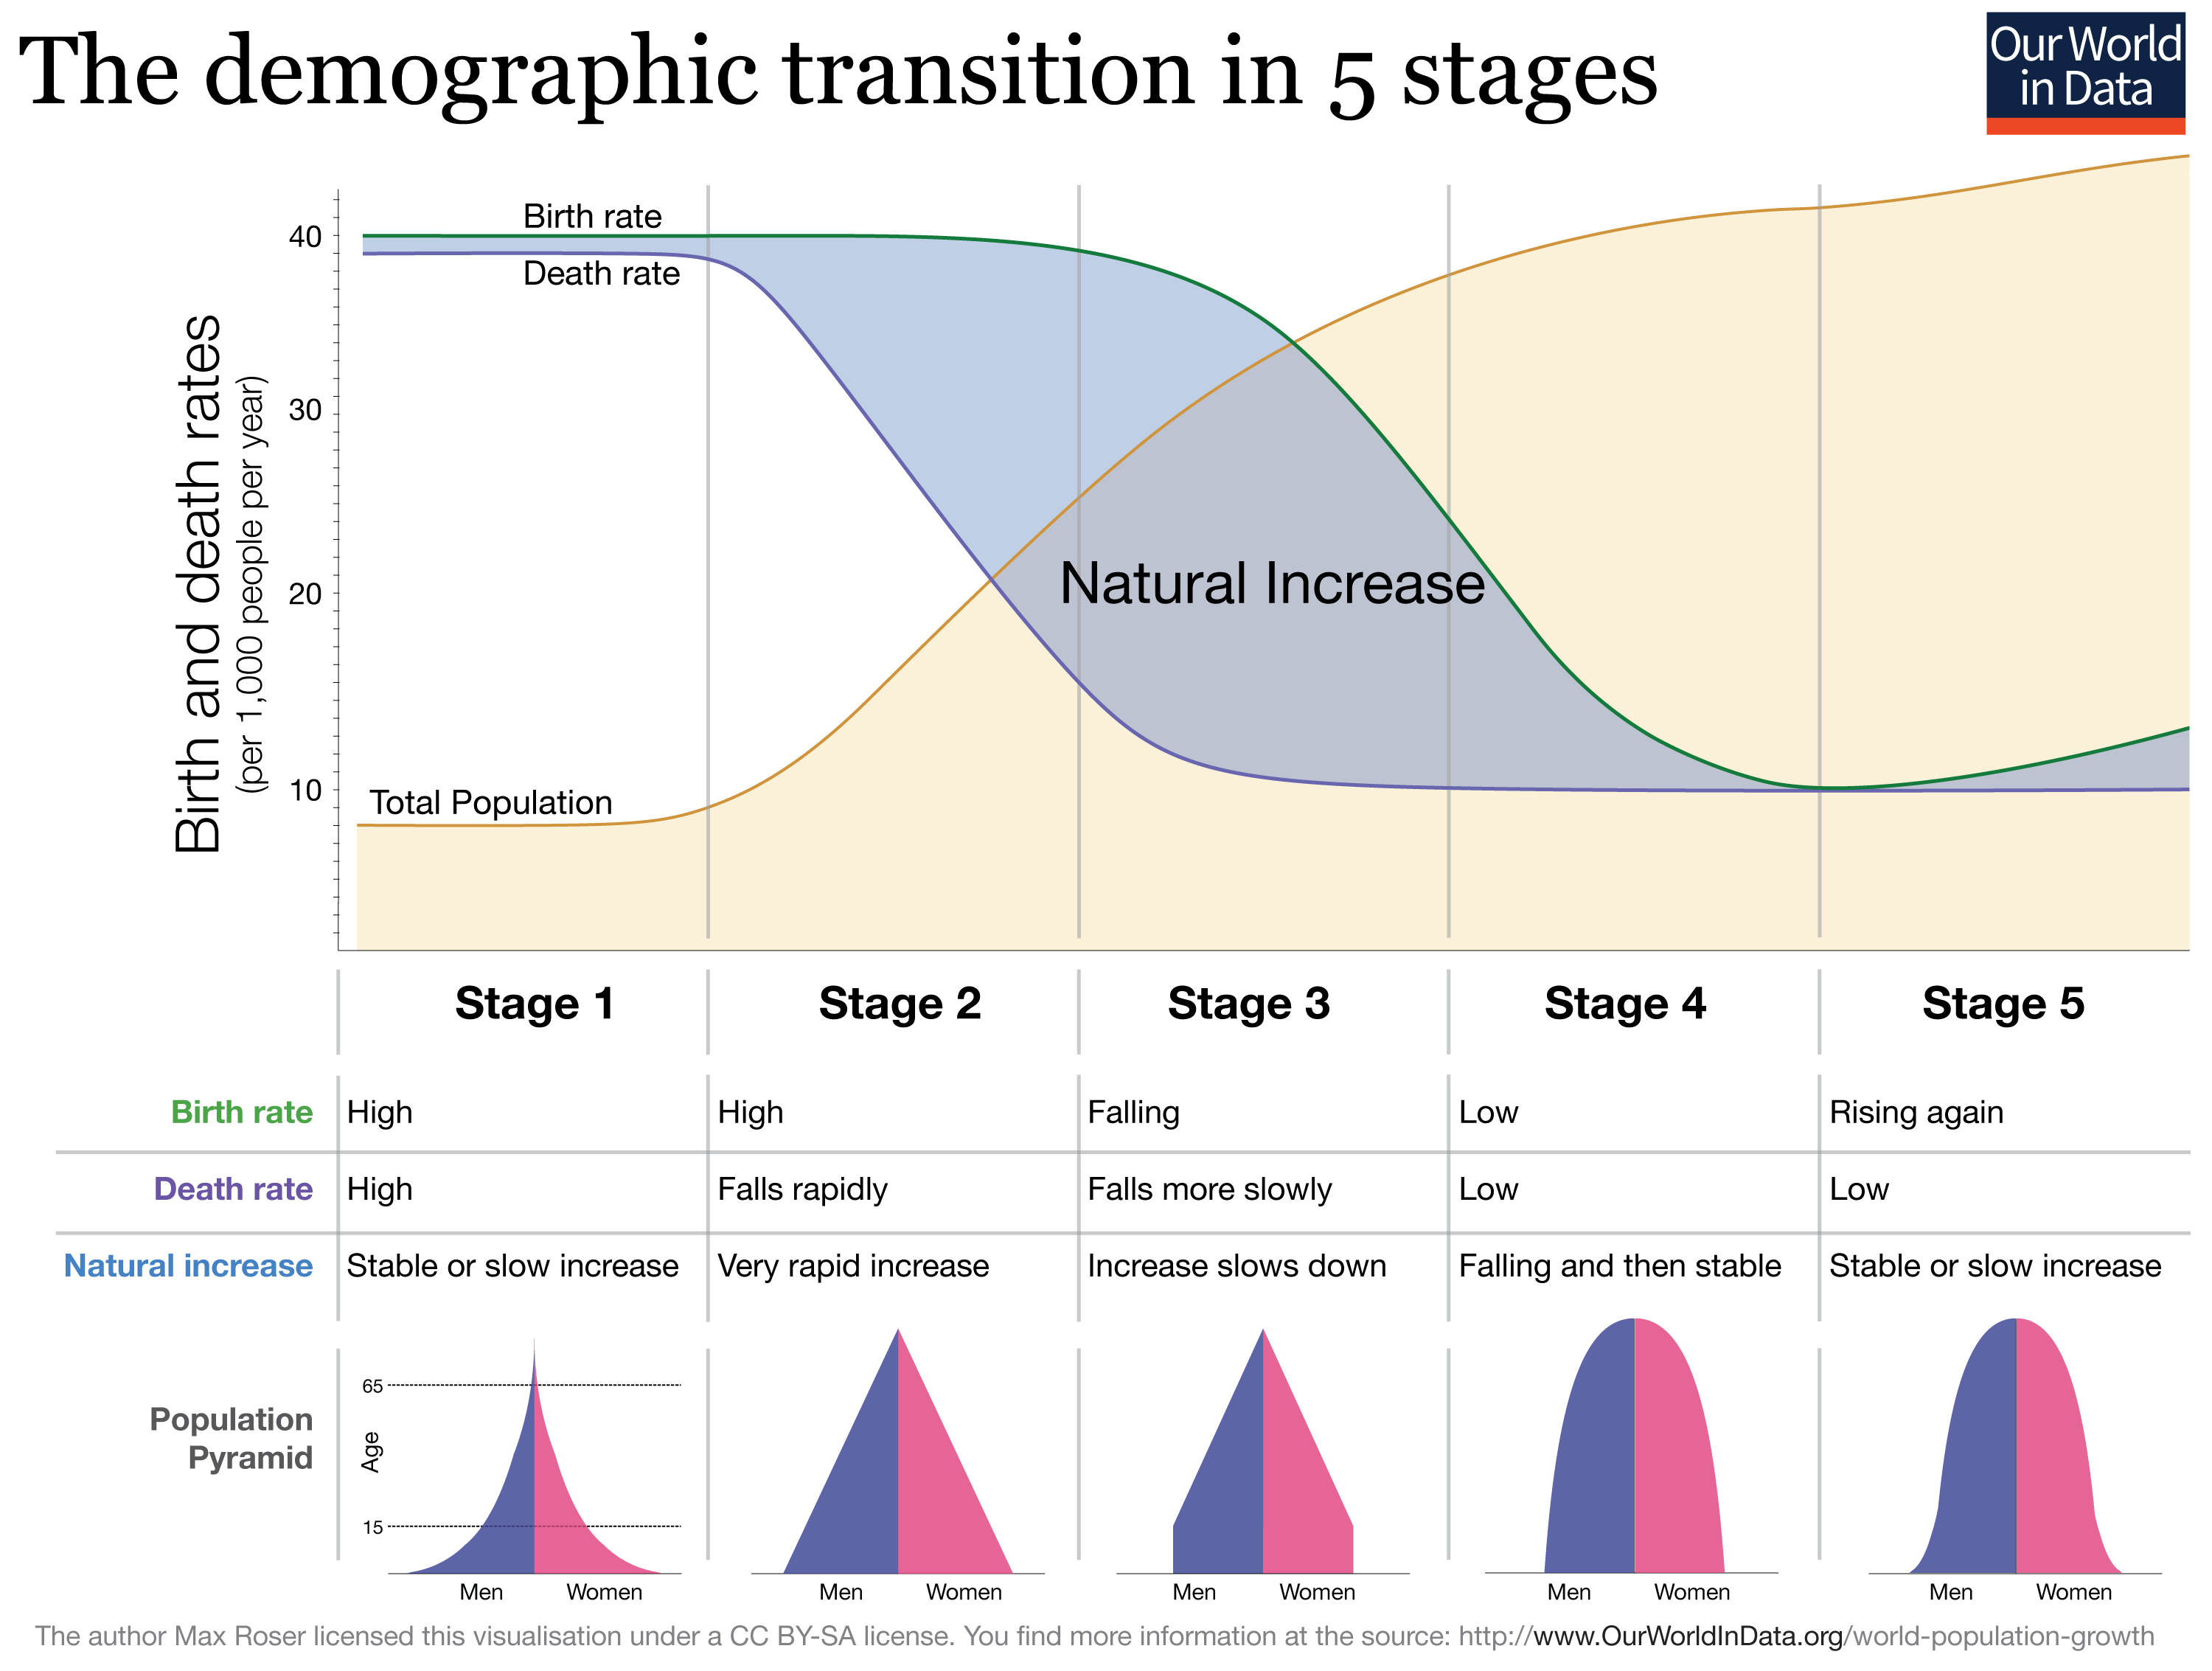 The demographic transition in 5 stages
Our World
in Data
Birth and death rates
(per 1,000 people per year)
40
30
20
10
Birth rate
Death rate
Natural Increase
Total Population
Stage 1
Stage 2
Stage 3
Stage 4
Stage 5
Birth rate
High
High
Falling
Low
Rising again
Death rate
High
Falls rapidly
Falls more slowly
Low
Low
Natural increase
Stable or slow increase
Very rapid increase
Increase slows down
Falling and then stable
Stable or slow increase
Population
Pyramid
65
Age
15
Men
Women
Men
Women
Men
Women
Men
Women
Men
Women
The author Max Roser licensed this visualisation under a CC BY-SA license. You find more information at the source: http://www.OurWorldInData.org/world-population-growth